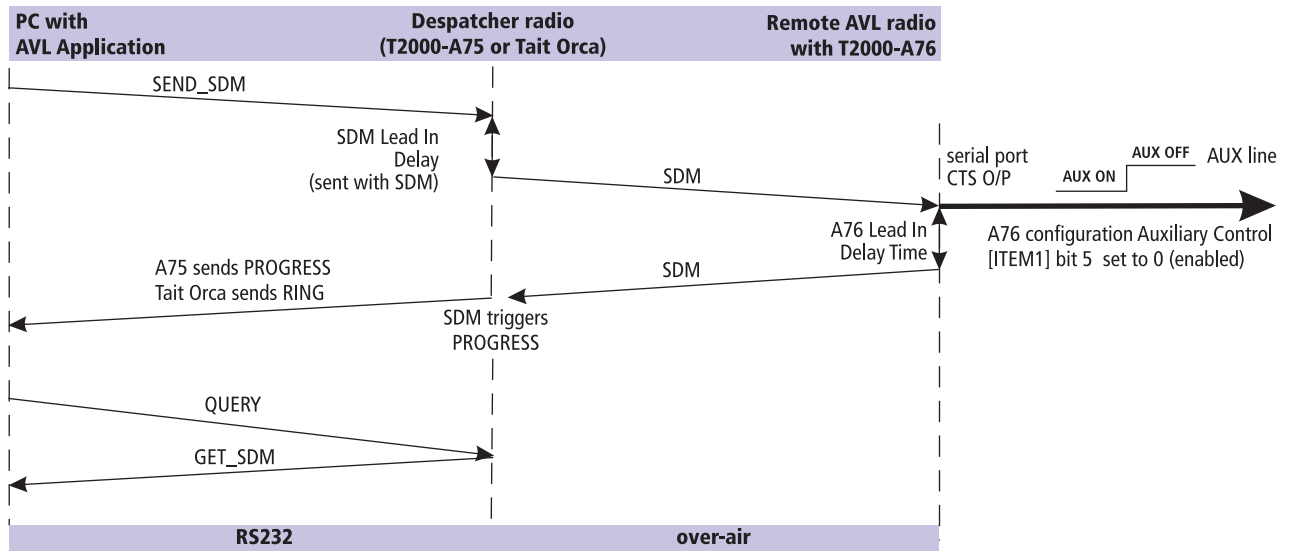 PC with
AVL Application
Despatcher radio
(T2000-A75 or Tait Orca)
Remote AVL radio
with T2000-A76
SEND_SDM
SDM Lead In
Delay
(sent with SDM)
SDM
serial port
CTS O/P
AUX ON
AUX OFF
AUX line
A76 Lead In
Delay Time
A76 configuration Auxiliary Control
[ITEM1] bit 5 set to 0 (enabled)
SDM
A75 sends PROGRESS
Tait Orca sends RING
SDM triggers
PROGRESS
QUERY
GET_SDM
RS232
over-air